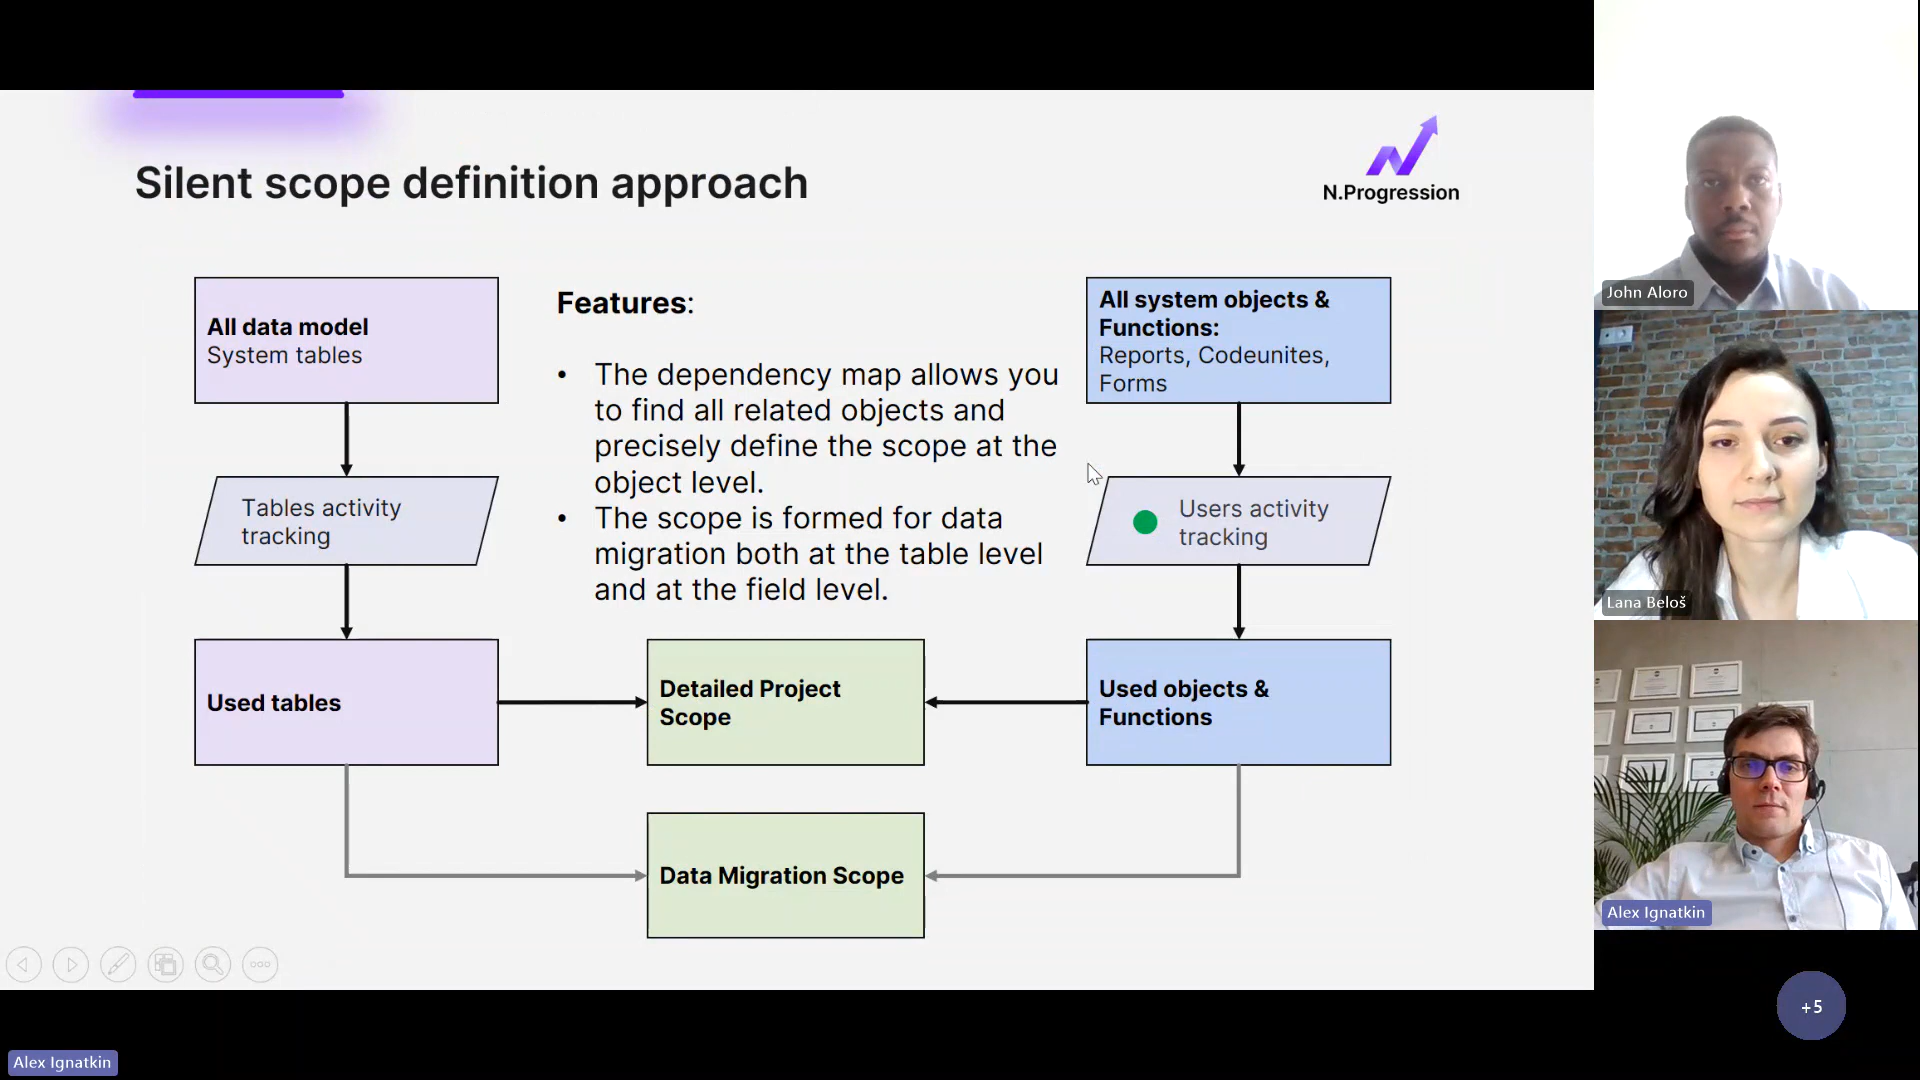 Silent scope definition approach
N.Progression
All data model
System tables
Features:
All system objects &
Functions:
Reports, Codeunites,
Forms
• The dependency map allows you
to find all related objects and
precisely define the scope at the
object level.
• The scope is formed for data
migration both at the table level
and at the field level.
Tables activity
tracking
Users activity
tracking
Used tables
Detailed Project
Scope
Used objects &
Functions
Data Migration Scope
John Aloro
Lana Beloš
Alex Ignatkin
+5
Alex Ignatkin